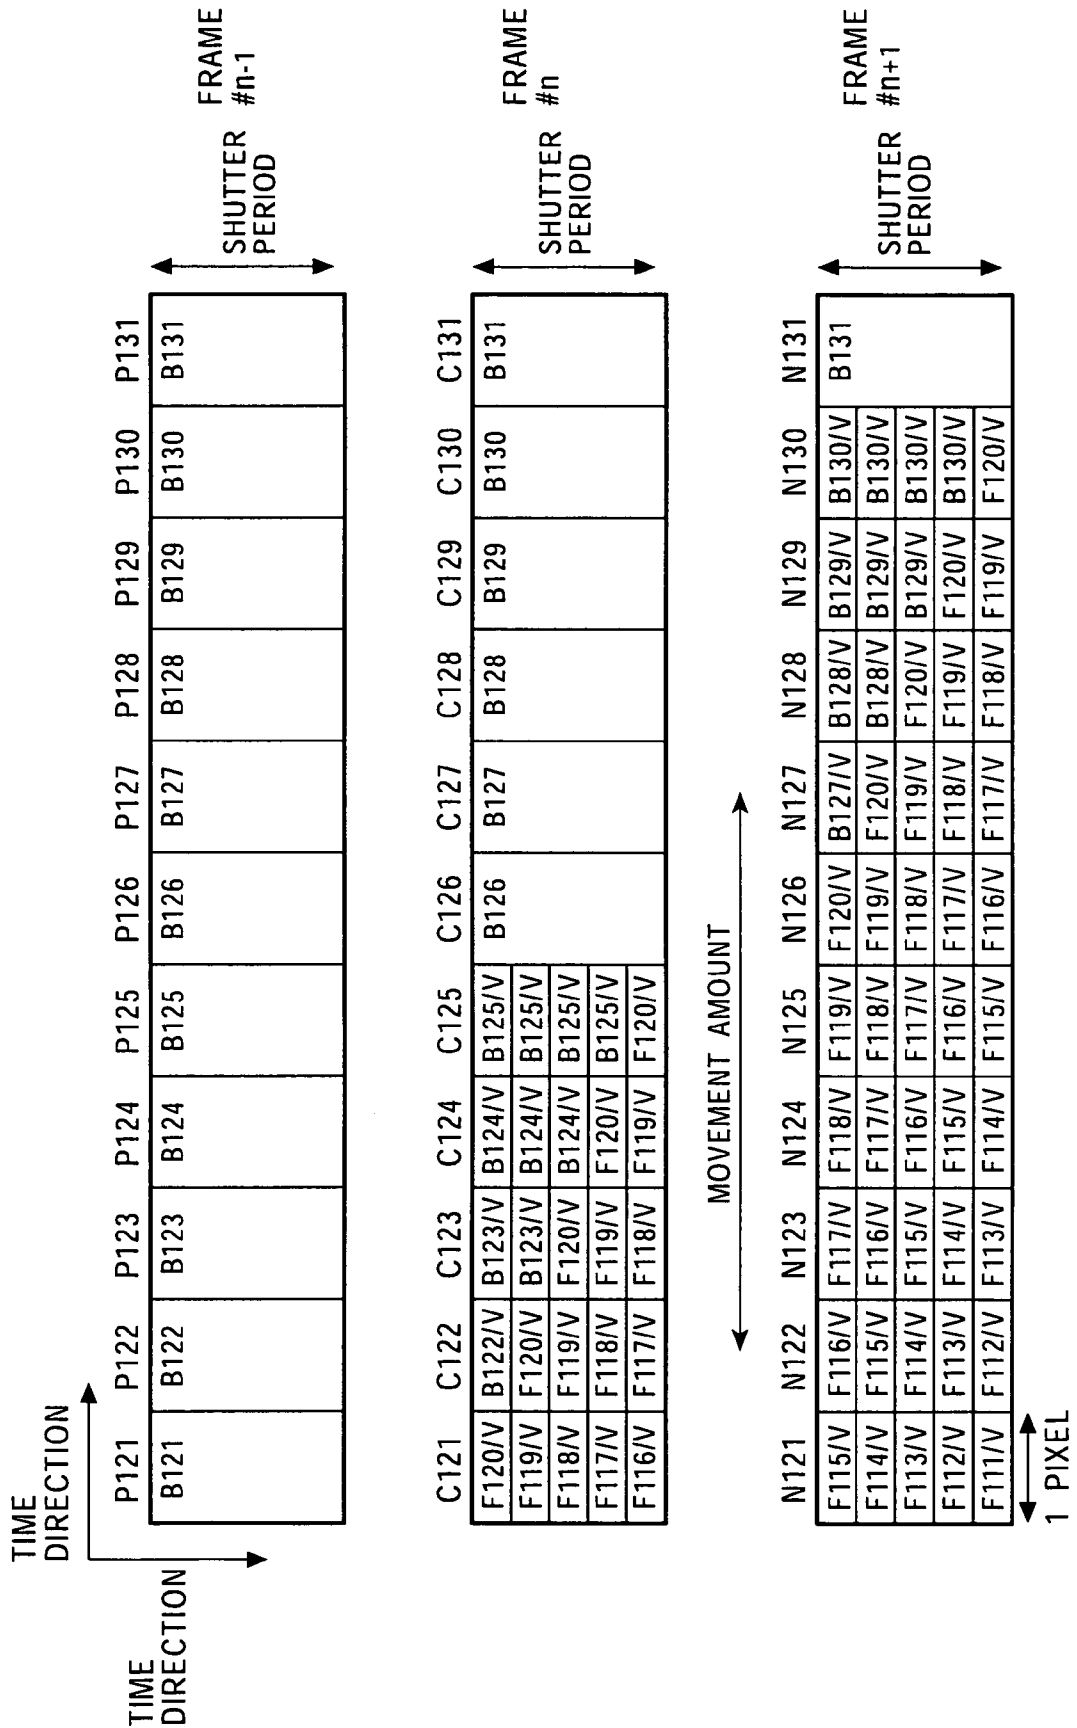 TIME
DIRECTION
TIME
DIRECTION
P121 P122 P123 P124 P125 P126 P127 P128 P129 P130 P131
B121 B122 B123 B124 B125 B126 B127 B128 B129 B130 B131
SHUTTER
PERIOD
FRAME
#n-1
C121 C122 C123 C124 C125 C126 C127 C128 C129 C130 C131
F120/V B122/V B123/V B124/V B125/V B126 B127 B128 B129 B130 B131
F119/V F120/V B123/V B124/V B125/V
F118/V F119/V F120/V B124/V B125/V
F117/V F118/V F119/V F120/V B125/V
F116/V F117/V F118/V F119/V F120/V
SHUTTER
PERIOD
FRAME
#n
MOVEMENT AMOUNT
N121 N122 N123 N124 N125 N126 N127 N128 N129 N130 N131
F115/V F116/V F117/V F118/V F119/V F120/V B127/V B128/V B129/V B130/V B131
F114/V F115/V F116/V F117/V F118/V F119/V F120/V B128/V B129/V B130/V
F113/V F114/V F115/V F116/V F117/V F118/V F119/V F120/V B129/V B130/V
F112/V F113/V F114/V F115/V F116/V F117/V F118/V F119/V F120/V B130/V
F111/V F112/V F113/V F114/V F115/V F116/V F117/V F118/V F119/V F120/V
SHUTTER
PERIOD
FRAME
#n+1
1 PIXEL